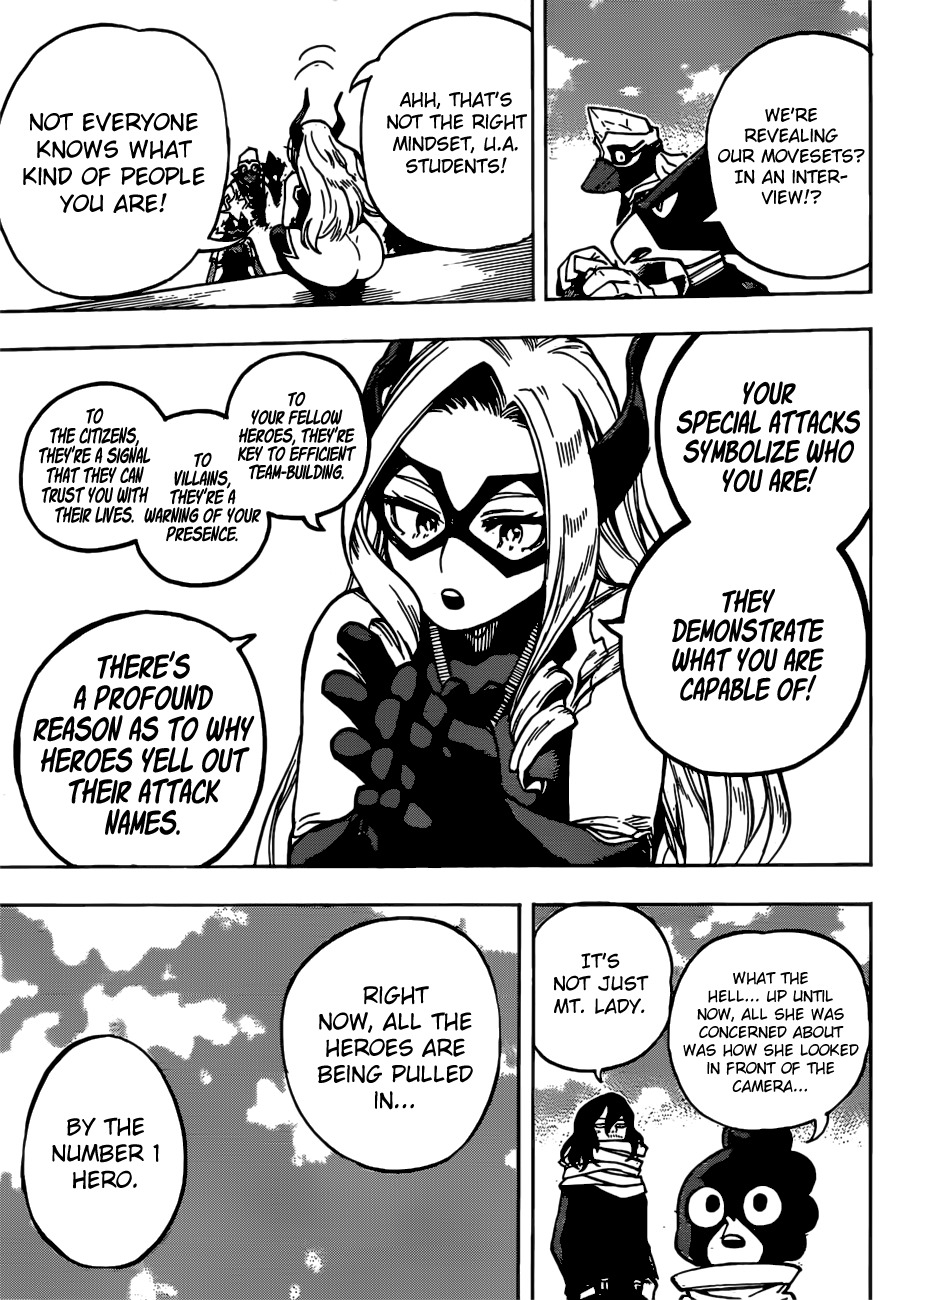 WE'RE
REVEALING
OUR MOVESETS?
IN AN INTER-
VIEW!?
AHH, THAT'S
NOT THE RIGHT
MINDSET, U.A.
STUDENTS!
NOT EVERYONE
KNOWS WHAT
KIND OF PEOPLE
YOU ARE!
YOUR
SPECIAL ATTACKS
SYMBOLIZE WHO
YOU ARE!
THEY
DEMONSTRATE
WHAT YOU ARE
CAPABLE OF!
TO
YOUR FELLOW
HEROES, THEY'RE
KEY TO EFFICIENT
TEAM-BUILDING.
TO
VILLAINS,
THEY'RE A
WARNING OF YOUR
PRESENCE.
TO
THE CITIZENS,
THEY'RE A SIGNAL
THAT THEY CAN
TRUST YOU WITH
THEIR LIVES.
THERE'S
A PROFOUND
REASON AS TO WHY
HEROES YELL OUT
THEIR ATTACK
NAMES.
WHAT THE
HELL... UP UNTIL
NOW, ALL SHE WAS
CONCERNED ABOUT
WAS HOW SHE LOOKED
IN FRONT OF THE
CAMERA...
IT'S
NOT JUST
MT. LADY.
RIGHT
NOW, ALL THE
HEROES ARE
BEING PULLED
IN...
BY THE
NUMBER 1
HERO.